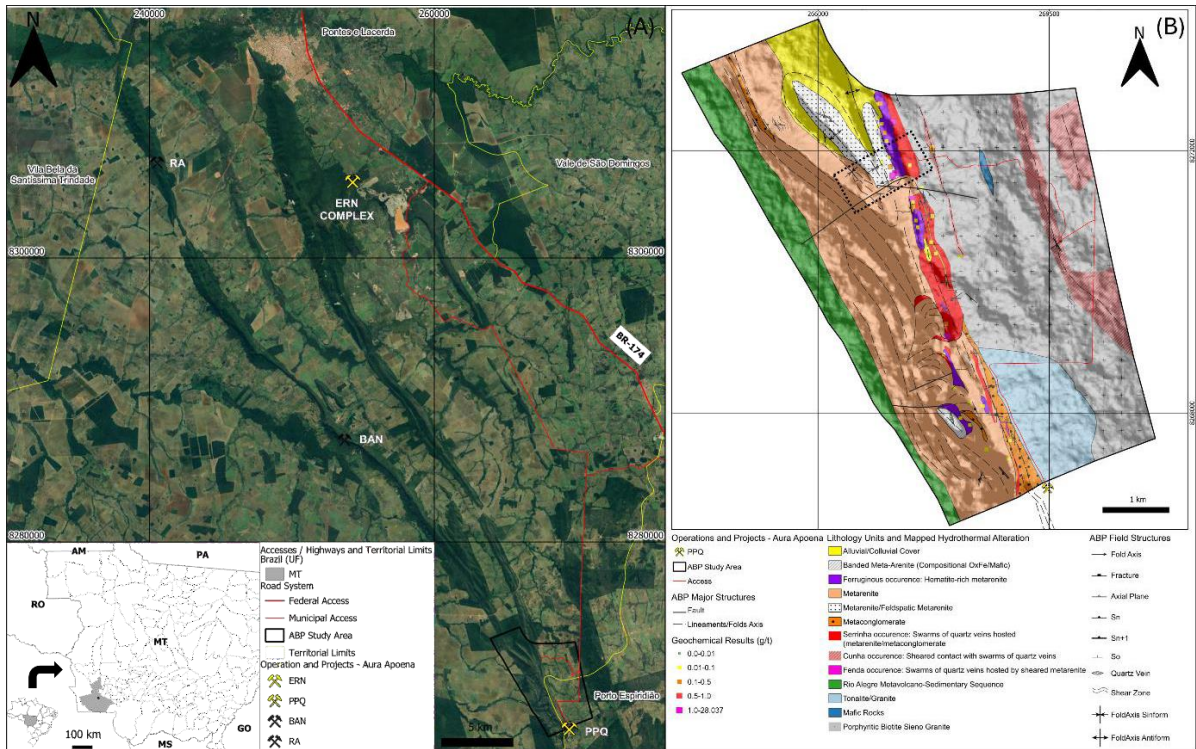 240000
260000
(A)
N
Pontes e Lacerda
RA
Vila Bela da
Santíssima Trindade
Vale de São Domingos
ERN
COMPLEX
8300000
BR-174
BAN
8280000
Porto Espiridião
5 km
PPQ
AM
PA
RO
MT
GO
MS
100 km
Accesses / Highways and Territorial Limits
Brazil (UF)
MT
Road System
Federal Access
Municipal Access
ABP Study Area
Territorial Limits
Operation and Projects - Aura Apoena
ERN
PPQ
BAN
RA
(B)
N
269500
1 km
Operations and Projects - Aura Apoena
PPQ
ABP Study Area
Access
ABP Major Structures
Fault
Lineaments/Folds Axis
Geochemical Results (g/t)
0.0-0.01
0.01-0.1
0.1-0.5
0.5-1.0
1.0-28.037
Lithology Units and Mapped Hydrothermal Alteration
Alluvial/Colluvial Cover
Banded Meta-Arenite (Compositional OxFe/Mafic)
Ferruginous occurence: Hematite-rich metarenite
Metarenite
Metarenite/Feldspatic Metarenite
Metaconglomerate
Serrinha occurence: Swarms of quartz veins hosted
(metarenite/metaconglomerate
Cunha occurence: Sheared contact with swarms of quartz veins
Fenda occurence: Swarms of quartz veins hosted by sheared metarenite
Rio Alegre Metavolcano-Sedimentary Sequence
Tonalite/Granite
Mafic Rocks
Porphyritic Biotite Sieno Granite
ABP Field Structures
Fold Axis
Fracture
Axial Plane
Sn
Sn+1
So
Quartz Vein
Shear Zone
FoldAxis Sinform
FoldAxis Antiform